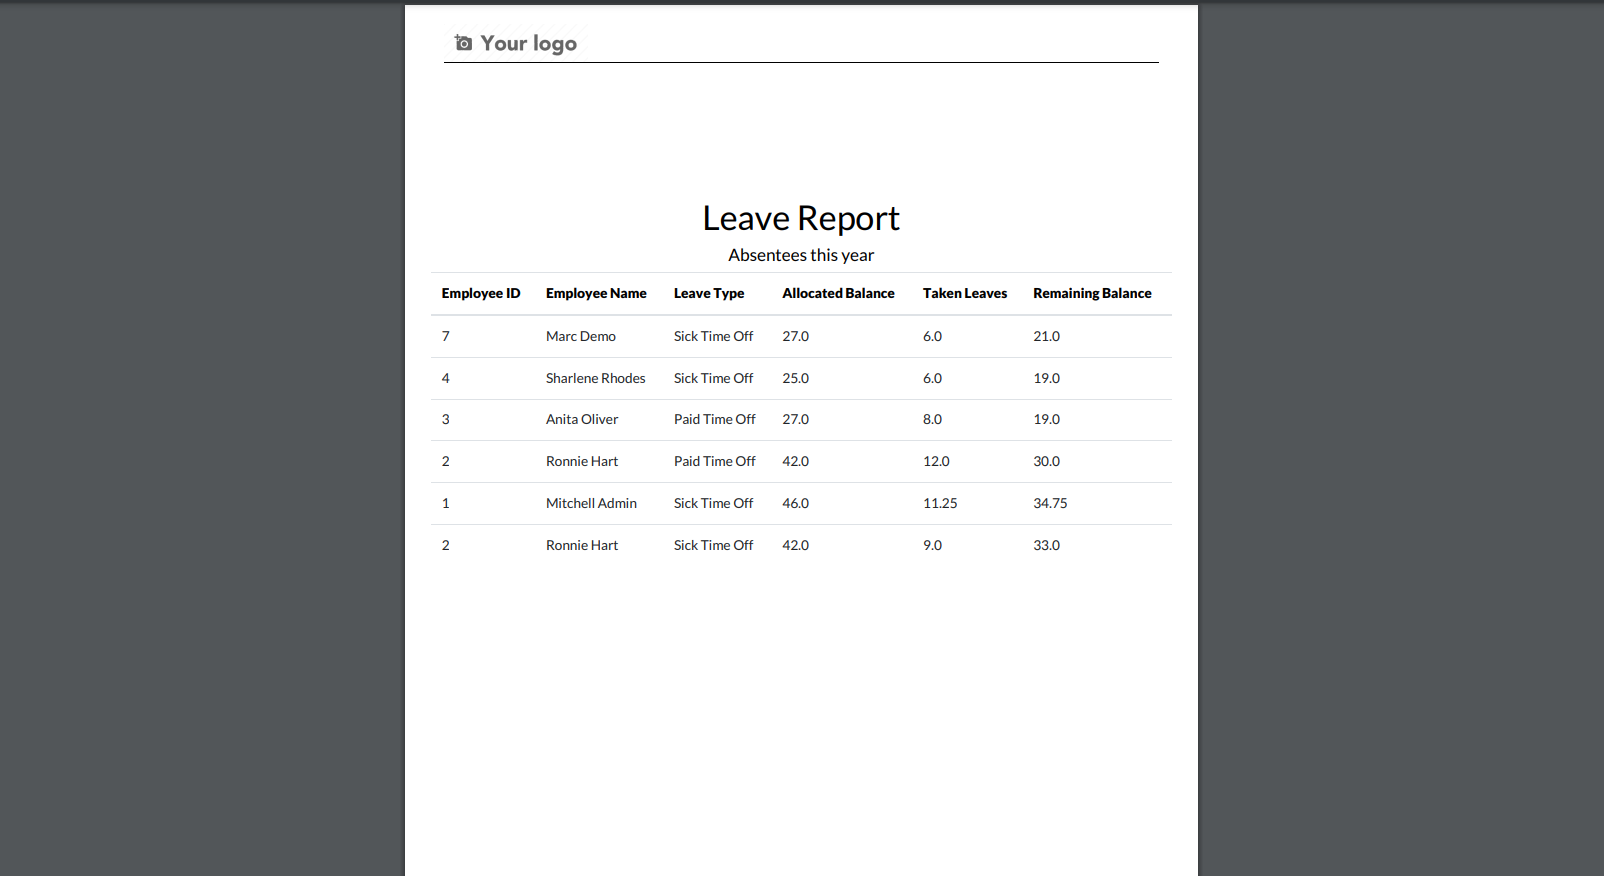 Your logo
Leave Report
Absentees this year
Employee ID Employee Name Leave Type Allocated Balance Taken Leaves Remaining Balance
7 Marc Demo Sick Time Off 27.0 6.0 21.0
4 Sharlene Rhodes Sick Time Off 25.0 6.0 19.0
3 Anita Oliver Paid Time Off 27.0 8.0 19.0
2 Ronnie Hart Paid Time Off 42.0 12.0 30.0
1 Mitchell Admin Sick Time Off 46.0 11.25 34.75
2 Ronnie Hart Sick Time Off 42.0 9.0 33.0